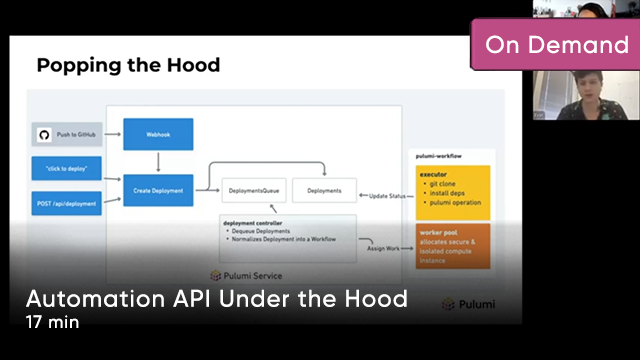 On Demand
Popping the Hood
Push to GitHub
Webhook
"click to deploy"
Create Deployment
POST /api/deployment
DeploymentsQueue
Deployments
Update Status
pulumi-workflow
executor
• git clone
• install deps
• pulumi operation
deployment controller
• Dequeue Deployments
• Normalizes Deployment into a Workflow
Assign Work
worker pool
allocates secure &
isolated compute
instance
Pulumi Service
Automation API Under the Hood
17 min
Pulumi